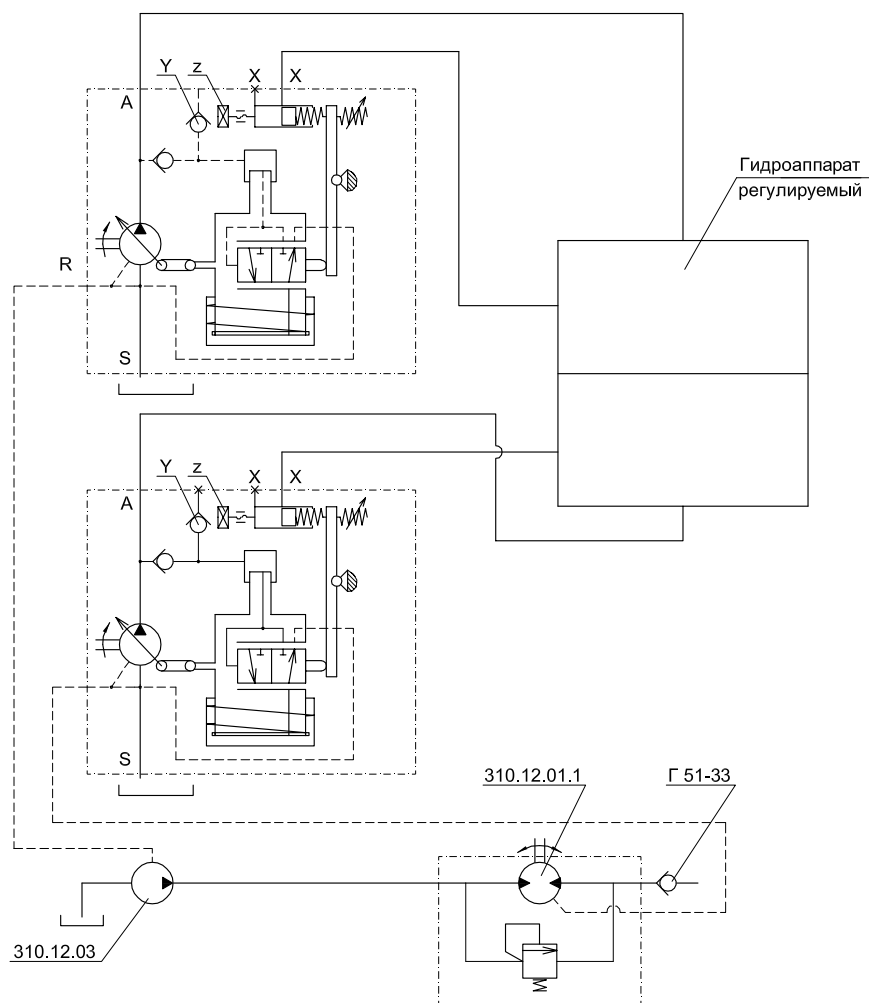 Y
z
X
X
A
Гидроаппарат
регулируемый
R
S
Y
z
X
X
A
S
310.12.01.1
Г 51-33
310.12.03